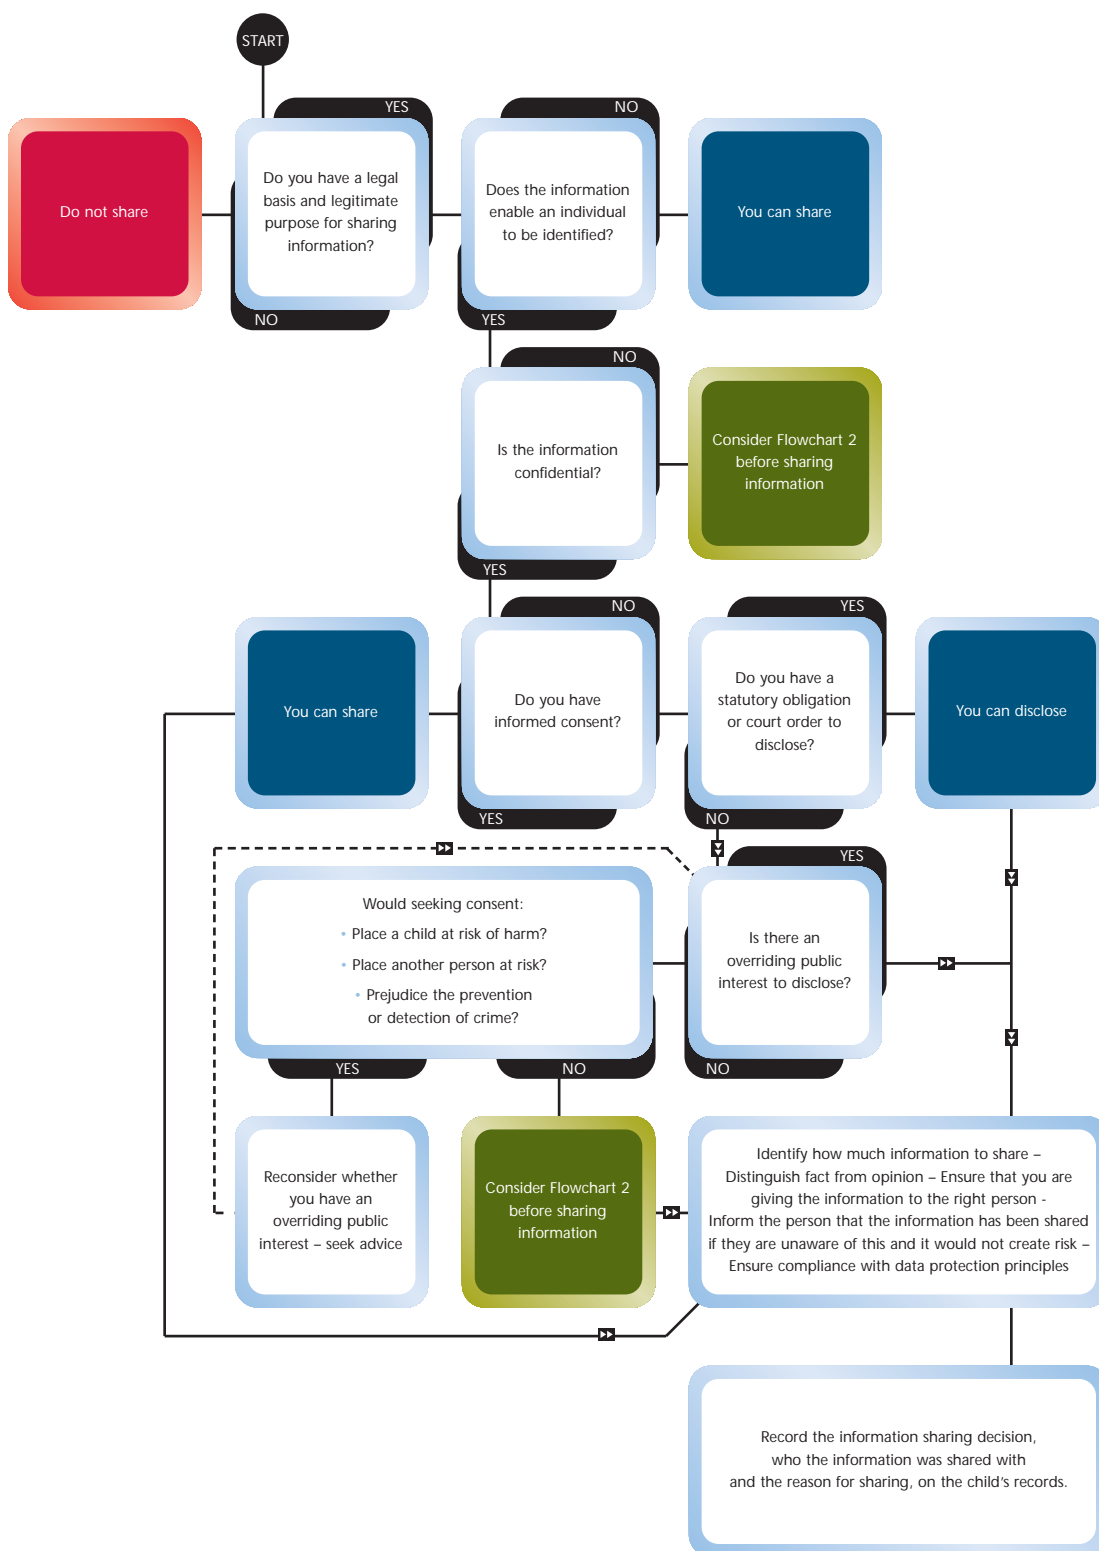 START
YES
NO
Do not share
Do you have a legal
basis and legitimate
purpose for sharing
information?
Does the information
enable an individual
to be identified?
You can share
NO
YES
NO
Is the information
confidential?
Consider Flowchart 2
before sharing
information
YES
NO
YES
You can share
Do you have
informed consent?
Do you have a
statutory obligation
or court order to
disclose?
You can disclose
YES
NO
YES
Would seeking consent:
• Place a child at risk of harm?
• Place another person at risk?
• Prejudice the prevention
or detection of crime?
Is there an
overriding public
interest to disclose?
YES
NO
NO
Reconsider whether
you have an
overriding public
interest – seek advice
Consider Flowchart 2
before sharing
information
Identify how much information to share –
Distinguish fact from opinion – Ensure that you are
giving the information to the right person -
Inform the person that the information has been shared
if they are unaware of this and it would not create risk –
Ensure compliance with data protection principles
Record the information sharing decision,
who the information was shared with
and the reason for sharing, on the child's records.